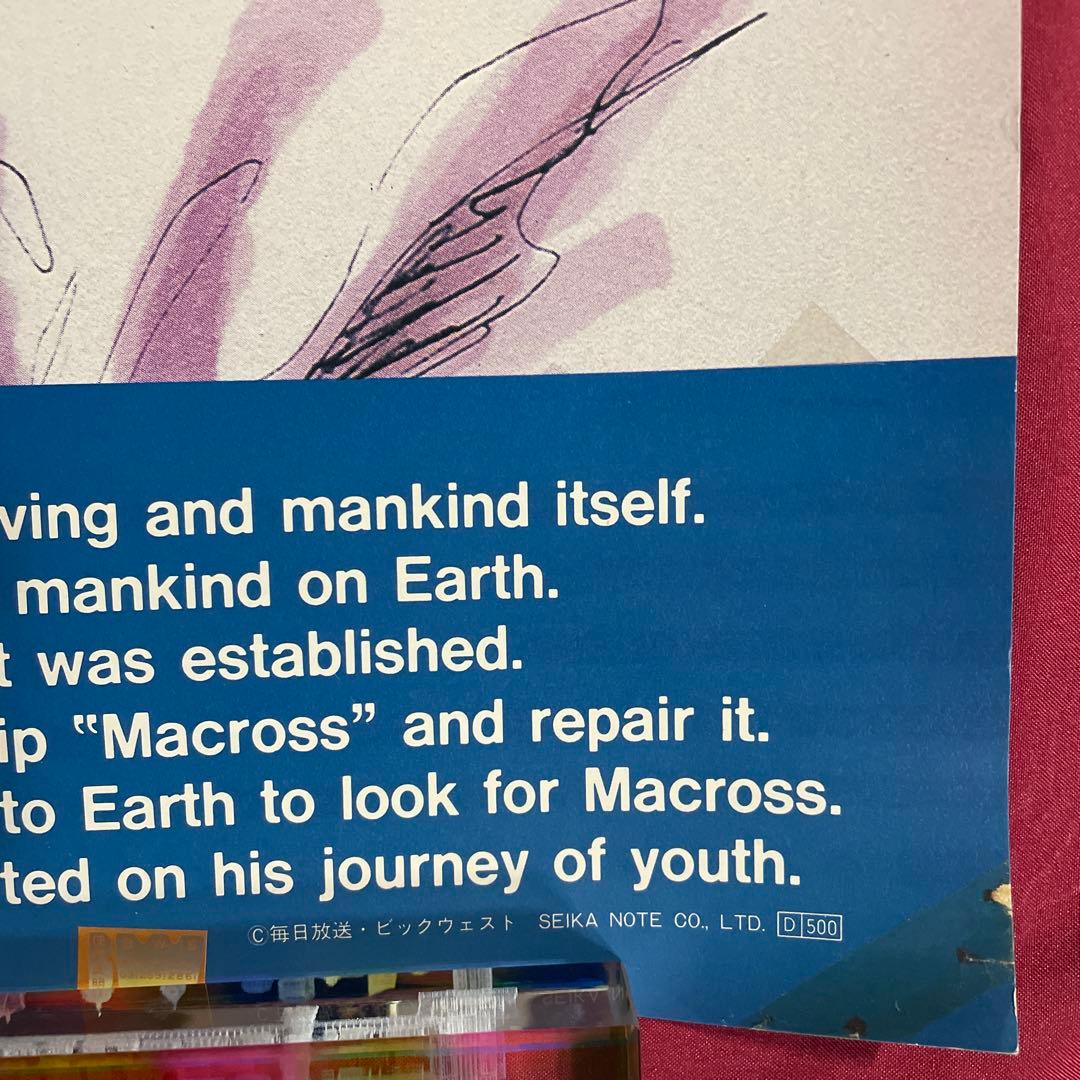 ving and mankind itself.
mankind on Earth.
t was established.
ip “Macross” and repair it.
to Earth to look for Macross.
ted on his journey of youth.
Ⓒ毎日放送・ビックウェスト SEIKA NOTE CO., LTD. D 500